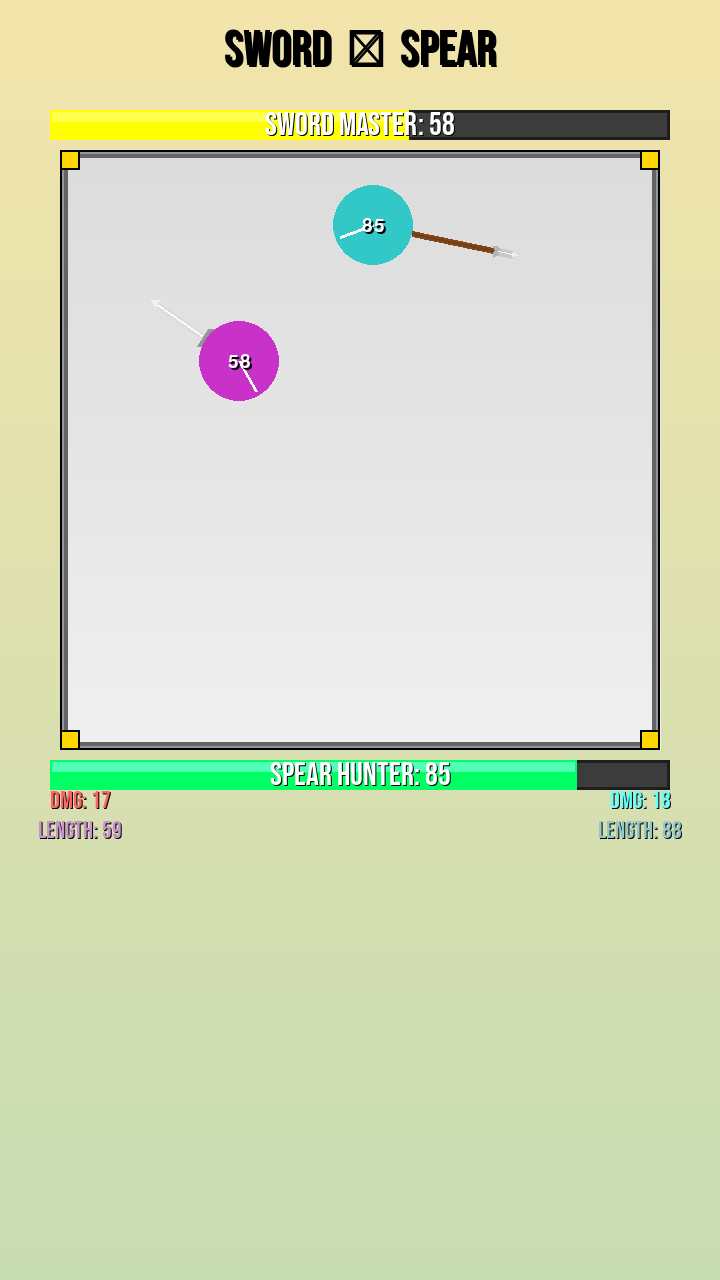 SWORD ☒ SPEAR
SWORD MASTER: 58
85
58
SPEAR HUNTER: 85
DMG: 17
DMG: 18
LENGTH: 59
LENGTH: 88